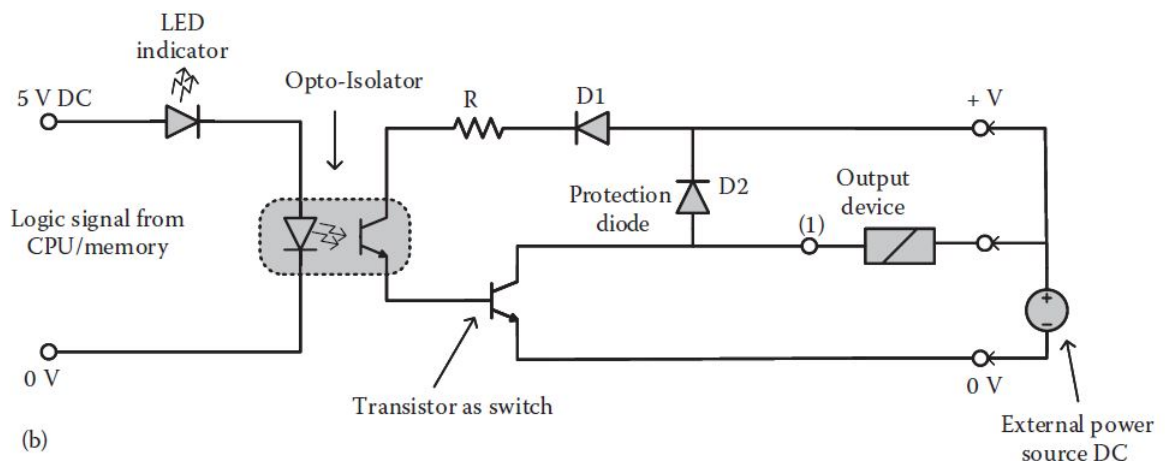 LED
indicator
Opto-Isolator
5 V DC
R
D1
+ V
Protection
diode
D2
Output
device
(1)
Logic signal from
CPU/memory
+
−
0 V
0 V
Transistor as switch
External power
source DC
(b)